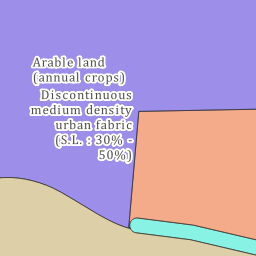 Arable land
(annual crops)
Discontinuous
medium density
urban fabric
(S.L. : 30% -
50%)